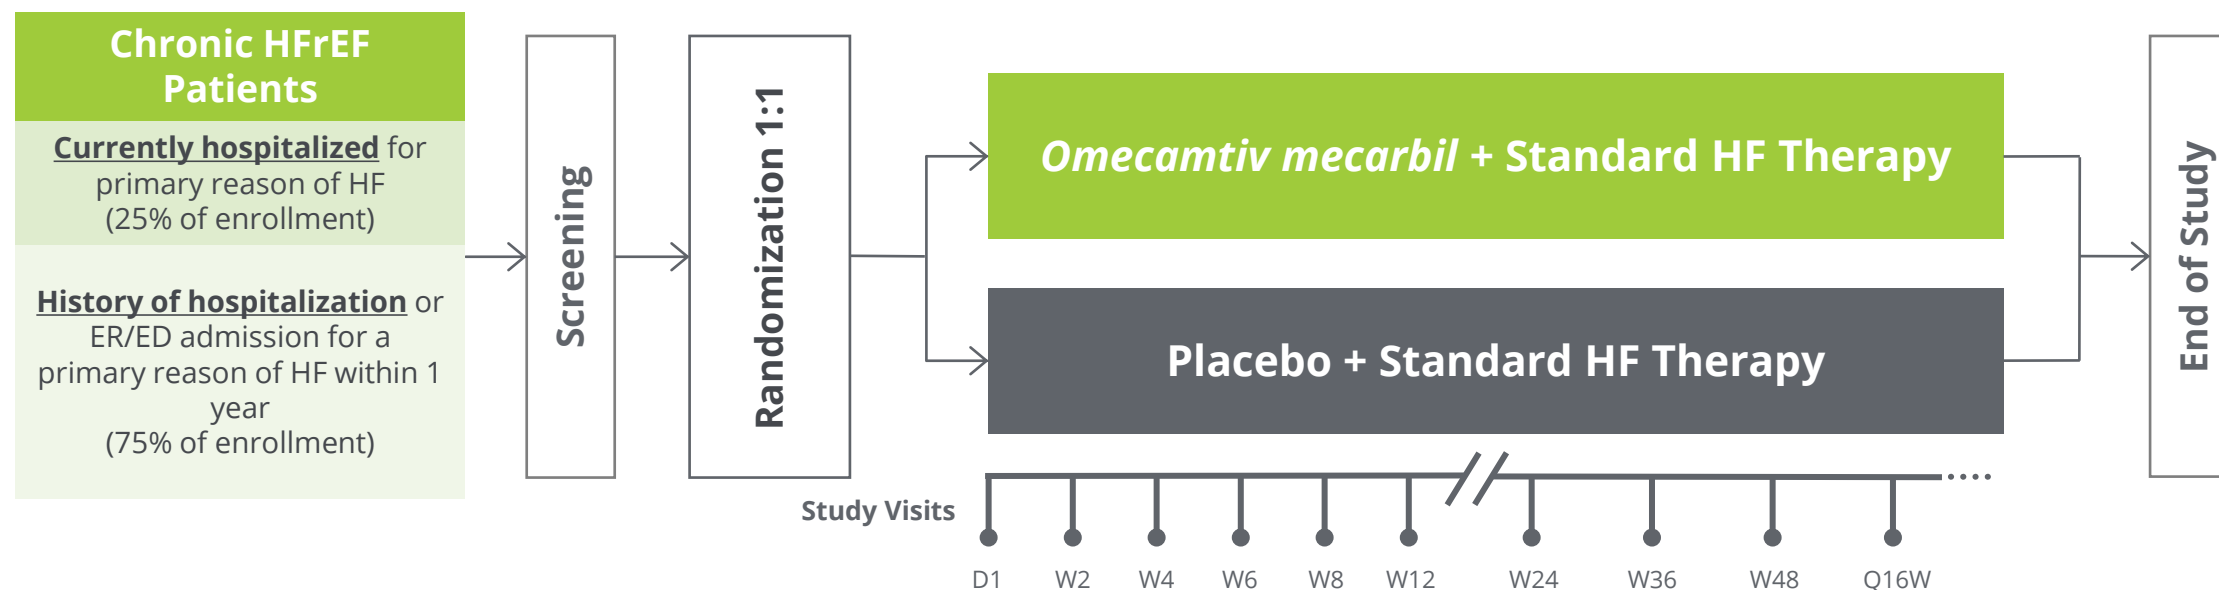 Chronic HFrEF
Patients
Currently hospitalized for
primary reason of HF
(25% of enrollment)
History of hospitalization or
ER/ED admission for a
primary reason of HF within 1
year
(75% of enrollment)
Screening
Randomization 1:1
Omecamtiv mecarbil + Standard HF Therapy
Placebo + Standard HF Therapy
End of Study
Study Visits
D1 W2 W4 W6 W8 W12 W24 W36 W48 Q16W